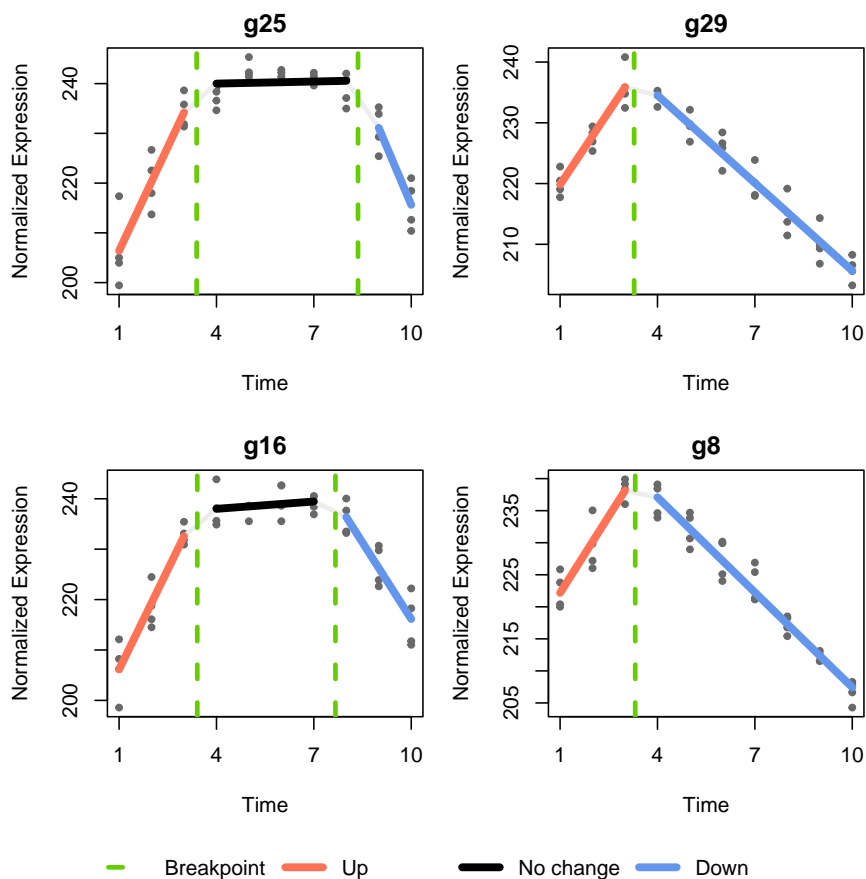 g25
Normalized Expression
200
220
240
1 4 7 10
Time
g29
Normalized Expression
210
220
230
240
1 4 7 10
Time
g16
Normalized Expression
200
220
240
1 4 7 10
Time
g8
Normalized Expression
205
215
225
235
1 4 7 10
Time
Breakpoint Up No change Down